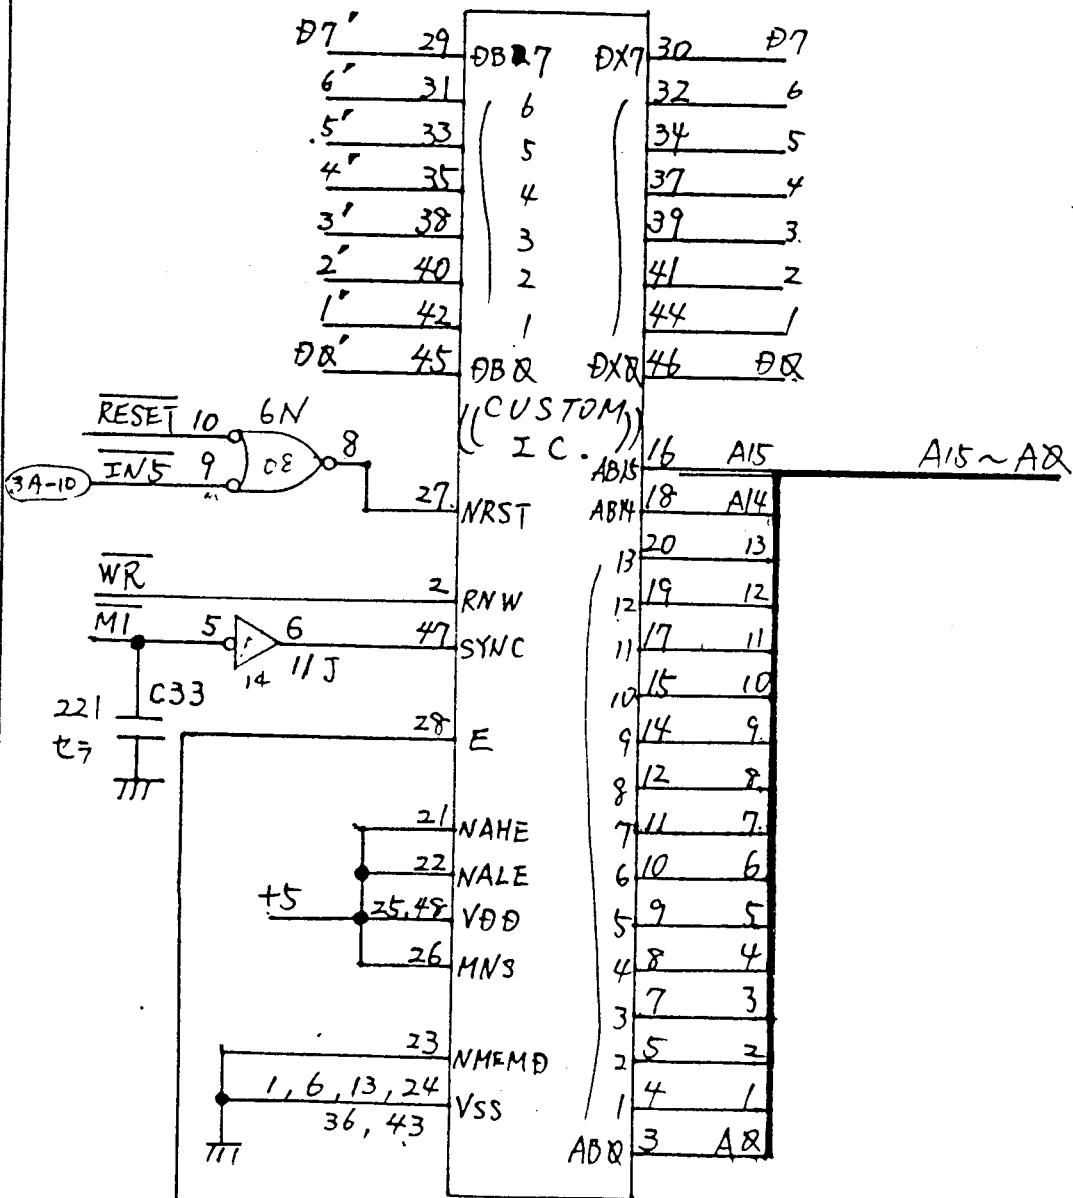 D7' 29 DB 7 DX7 30 D7
6' 31 6 32 6
5' 33 5 34 5
4' 35 4 37 4
3' 38 3 39 3
2' 40 2 41 2
1' 42 1 44 1
D0' 45 DB0 DX0 46 D0
((CUSTOM IC.))
RESET 10 6N 8
3A-10 IN5 9
27 NRST
WR 2 RNW
M1 5 6 47 SYNC
14 11J
C33
221
セラ
28 E
21 NAHE
22 NALE
+5 25,48 VDD
26 MNS
23 NMEMD
1, 6, 13, 24 VSS
36, 43
AB15 16 A15 A15~A0
AB14 18 A14
13 20 13
12 19 12
11 17 11
10 15 10
9 14 9
8 12 8
7 11 7
6 10 6
5 9 5
4 8 4
3 7 3
2 5 2
1 4 1
AB0 3 A0